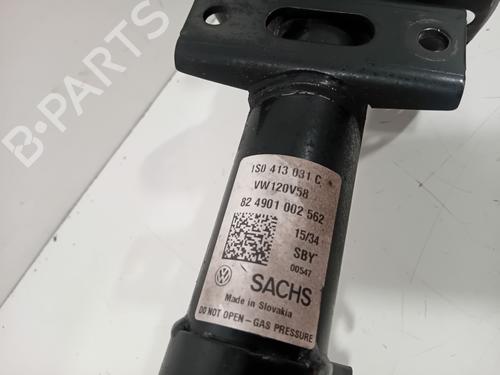 B-PARTS
1S0 413 031 C
VW120V58
82 4901 002 562
15/34
SBY
00547
SACHS
Made in Slovakia
DO NOT OPEN - GAS PRESSURE